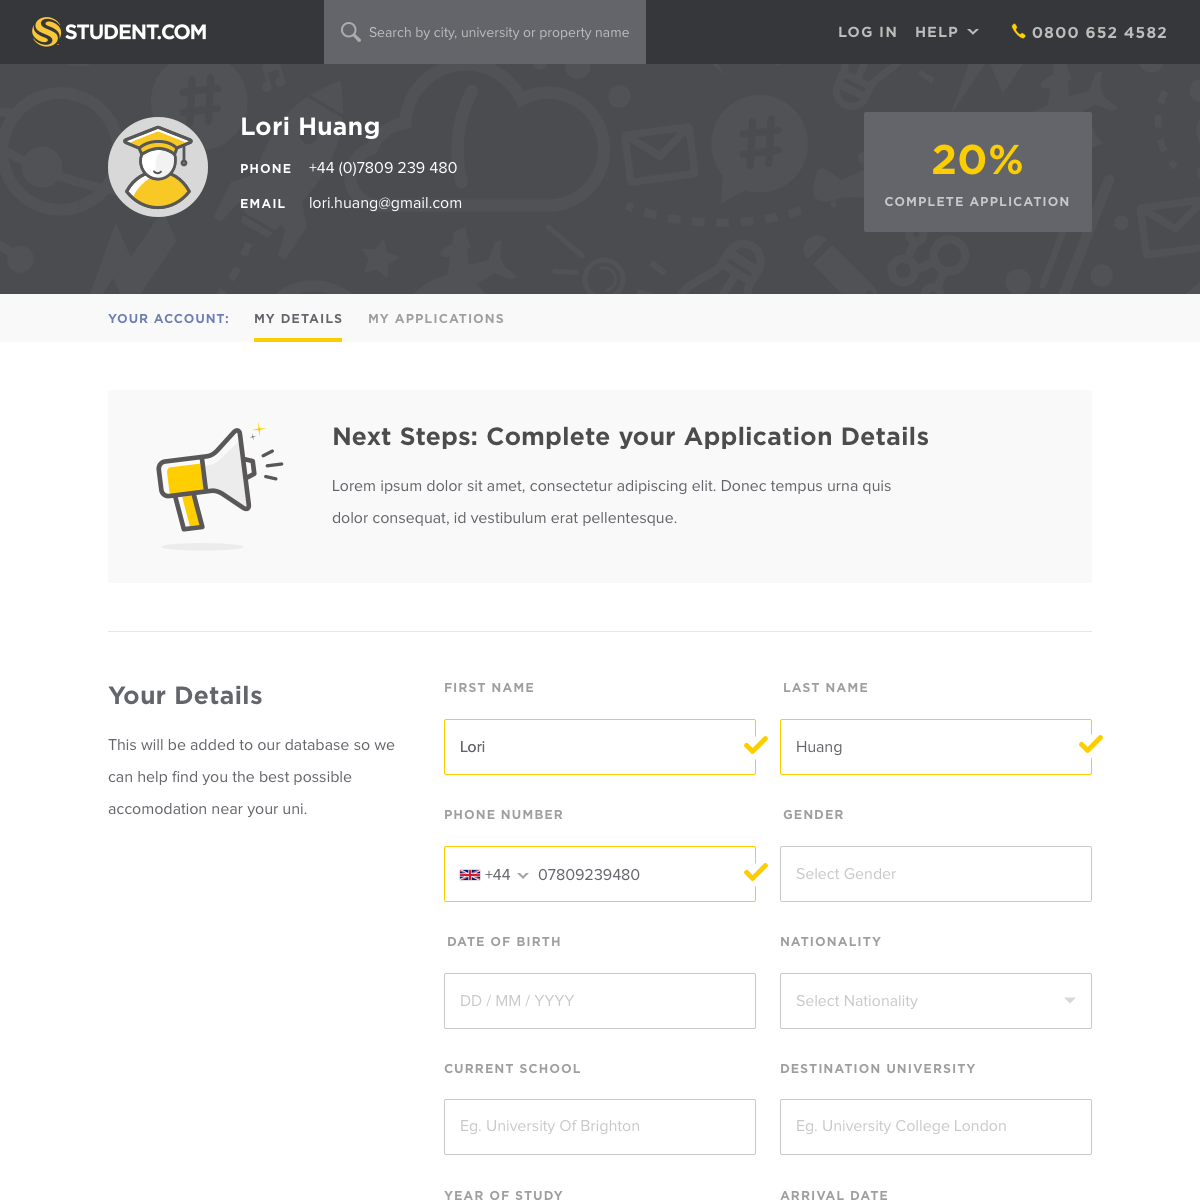 STUDENT.COM
Search by city, university or property name
LOG IN
HELP
0800 652 4582
Lori Huang
PHONE +44 (0)7809 239 480
EMAIL lori.huang@gmail.com
20%
COMPLETE APPLICATION
YOUR ACCOUNT:
MY DETAILS
MY APPLICATIONS
Next Steps: Complete your Application Details
Lorem ipsum dolor sit amet, consectetur adipiscing elit. Donec tempus urna quis
dolor consequat, id vestibulum erat pellentesque.
Your Details
This will be added to our database so we
can help find you the best possible
accomodation near your uni.
FIRST NAME
LAST NAME
Lori
Huang
PHONE NUMBER
GENDER
+44 07809239480
Select Gender
DATE OF BIRTH
NATIONALITY
DD / MM / YYYY
Select Nationality
CURRENT SCHOOL
DESTINATION UNIVERSITY
Eg. University Of Brighton
Eg. University College London
YEAR OF STUDY
ARRIVAL DATE